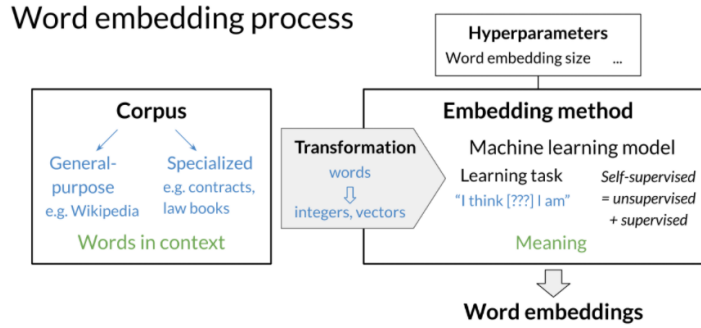 Word embedding process
Hyperparameters
Word embedding size ...
Corpus
General-
purpose
e.g. Wikipedia
Specialized
e.g. contracts,
law books
Words in context
Transformation
words
integers, vectors
Embedding method
Machine learning model
Learning task
"I think [???] I am"
Self-supervised
= unsupervised
+ supervised
Meaning
Word embeddings